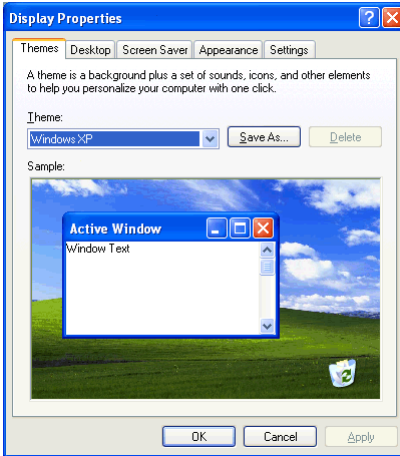 Display Properties
Themes Desktop Screen Saver Appearance Settings
A theme is a background plus a set of sounds, icons, and other elements
to help you personalize your computer with one click.
Theme:
Windows XP Save As... Delete
Sample:
Active Window
Window Text
OK Cancel Apply